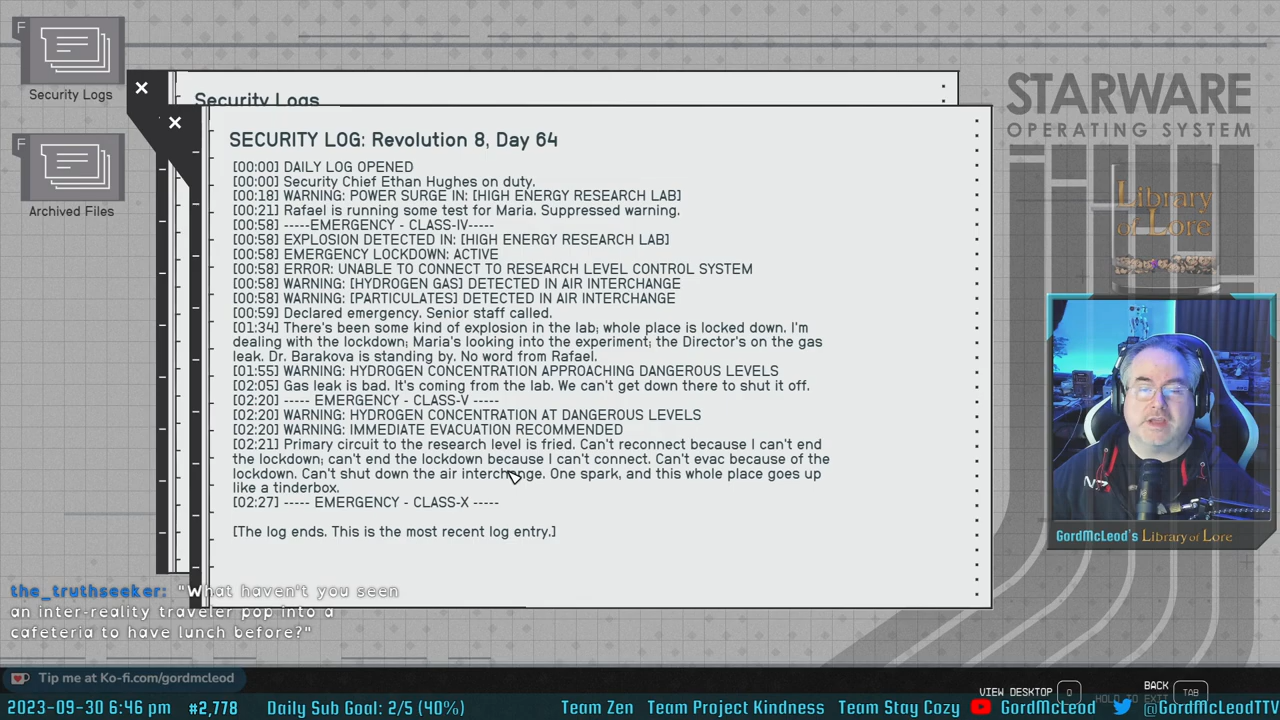 F
Security Logs
F
Archived Files
Security Logs
STARWARE
OPERATING SYSTEM
Library
of Lore
SECURITY LOG: Revolution 8, Day 64
[00:00] DAILY LOG OPENED
[00:00] Security Chief Ethan Hughes on duty.
[00:18] WARNING: POWER SURGE IN: [HIGH ENERGY RESEARCH LAB]
[00:21] Rafael is running some test for Maria. Suppressed warning.
[00:58] -----EMERGENCY - CLASS-IV-----
[00:58] EXPLOSION DETECTED IN: [HIGH ENERGY RESEARCH LAB]
[00:58] EMERGENCY LOCKDOWN: ACTIVE
[00:58] ERROR: UNABLE TO CONNECT TO RESEARCH LEVEL CONTROL SYSTEM
[00:58] WARNING: [HYDROGEN GAS] DETECTED IN AIR INTERCHANGE
[00:58] WARNING: [PARTICULATES] DETECTED IN AIR INTERCHANGE
[00:59] Declared emergency. Senior staff called.
[01:34] There's been some kind of explosion in the lab; whole place is locked down. I'm
dealing with the lockdown; Maria's looking into the experiment; the Director's on the gas
leak. Dr. Barakova is standing by. No word from Rafael.
[01:55] WARNING: HYDROGEN CONCENTRATION APPROACHING DANGEROUS LEVELS
[02:05] Gas leak is bad. It's coming from the lab. We can't get down there to shut it off.
[02:20] ----- EMERGENCY - CLASS-V -----
[02:20] WARNING: HYDROGEN CONCENTRATION AT DANGEROUS LEVELS
[02:20] WARNING: IMMEDIATE EVACUATION RECOMMENDED
[02:21] Primary circuit to the research level is fried. Can't reconnect because I can't end
the lockdown; can't end the lockdown because I can't connect. Can't evac because of the
lockdown. Can't shut down the air interchange. One spark, and this whole place goes up
like a tinderbox.
[02:27] ----- EMERGENCY - CLASS-X -----
[The log ends. This is the most recent log entry.]
GordMcLeod's Library of Lore
the_truthseeker: "What haven't you seen
an inter-reality traveler pop into a
cafeteria to have lunch before?"
Tip me at Ko-fi.com/gordmcleod
VIEW DESKTOP Q
BACK TAB
HOLD TO EXIT
2023-09-30 6:46 pm #2,778 Daily Sub Goal: 2/5 (40%) Team Zen Team Project Kindness Team Stay Cozy GordMcLeod @GordMcLeodTTV